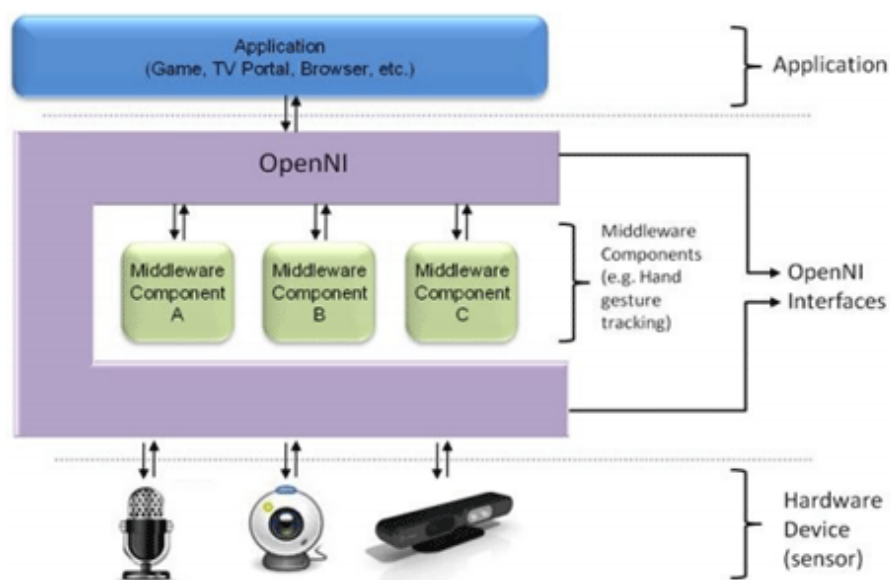 Application
(Game, TV Portal, Browser, etc.)
Application
OpenNI
Middleware
Component
A
Middleware
Component
B
Middleware
Component
C
Middleware
Components
(e.g. Hand
gesture
tracking)
OpenNI
Interfaces
Hardware
Device
(sensor)